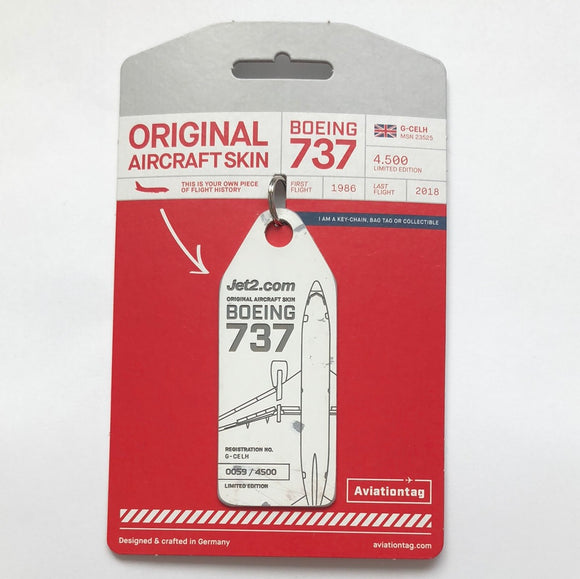 ORIGINAL
AIRCRAFT SKIN
BOEING
737
G-CELH
MSN 23525
4.500
LIMITED EDITION
THIS IS YOUR OWN PIECE
OF FLIGHT HISTORY
FIRST
FLIGHT
1986
LAST
FLIGHT
2018
I AM A KEY-CHAIN, BAG TAG OR COLLECTIBLE
Jet2.com
ORIGINAL AIRCRAFT SKIN
BOEING
737
REGISTRATION NO.
G-CELH
0059 / 4500
LIMITED EDITION
Aviationtag
Designed & crafted in Germany
aviationtag.com